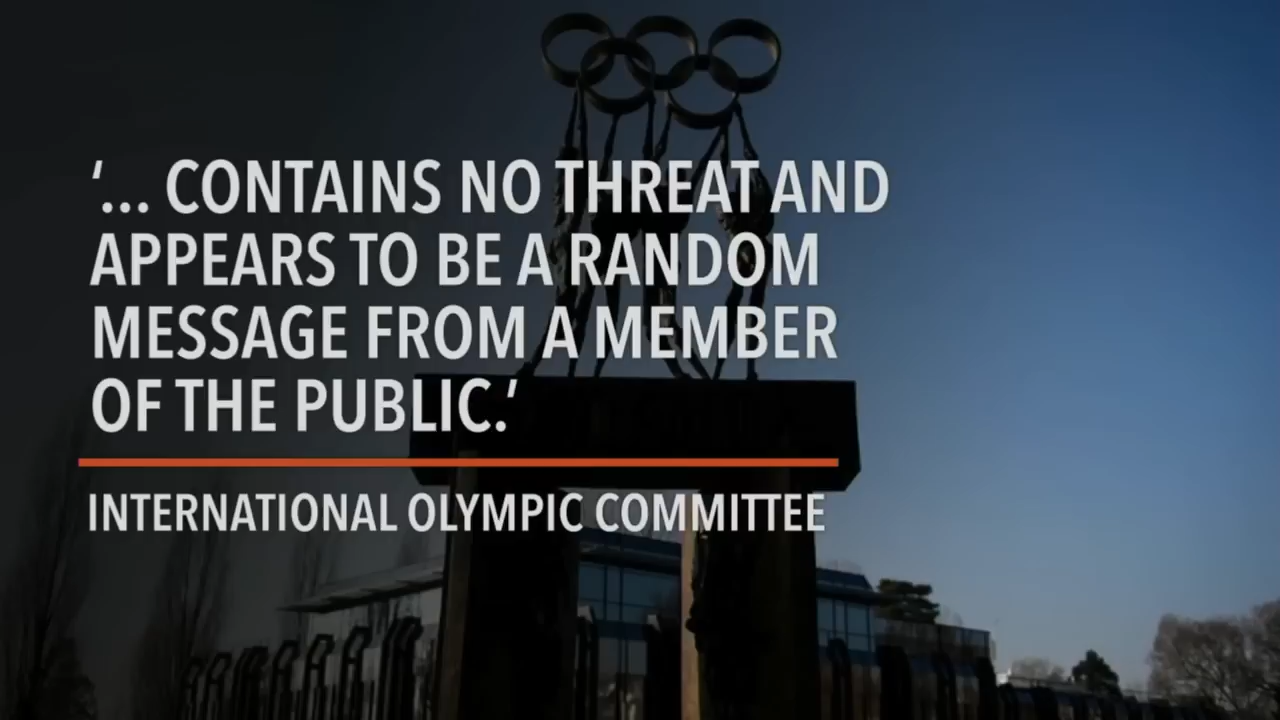 ‘... CONTAINS NO THREAT AND
APPEARS TO BE A RANDOM
MESSAGE FROM A MEMBER
OF THE PUBLIC.’
INTERNATIONAL OLYMPIC COMMITTEE